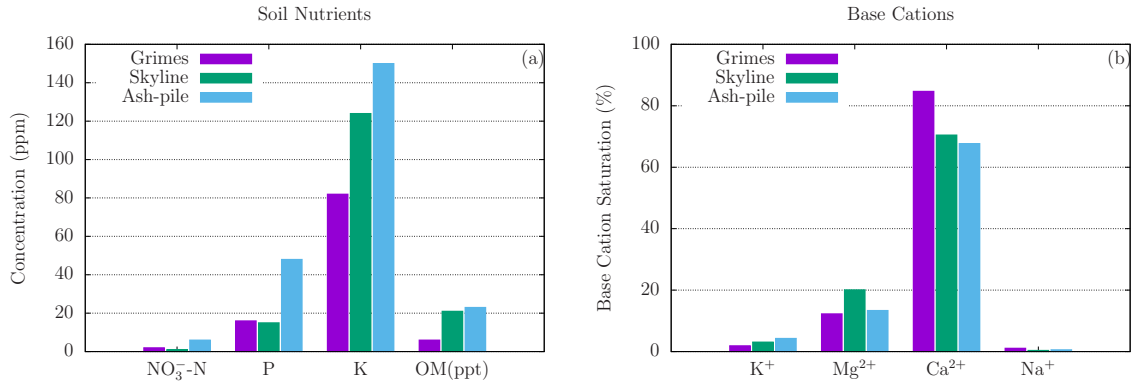 Soil Nutrients
(a)
Grimes
Skyline
Ash-pile
Concentration (ppm)
160
140
120
100
80
60
40
20
0
NO₃⁻-N P K OM(ppt)
Base Cations
(b)
Grimes
Skyline
Ash-pile
Base Cation Saturation (%)
100
80
60
40
20
0
K⁺ Mg²⁺ Ca²⁺ Na⁺